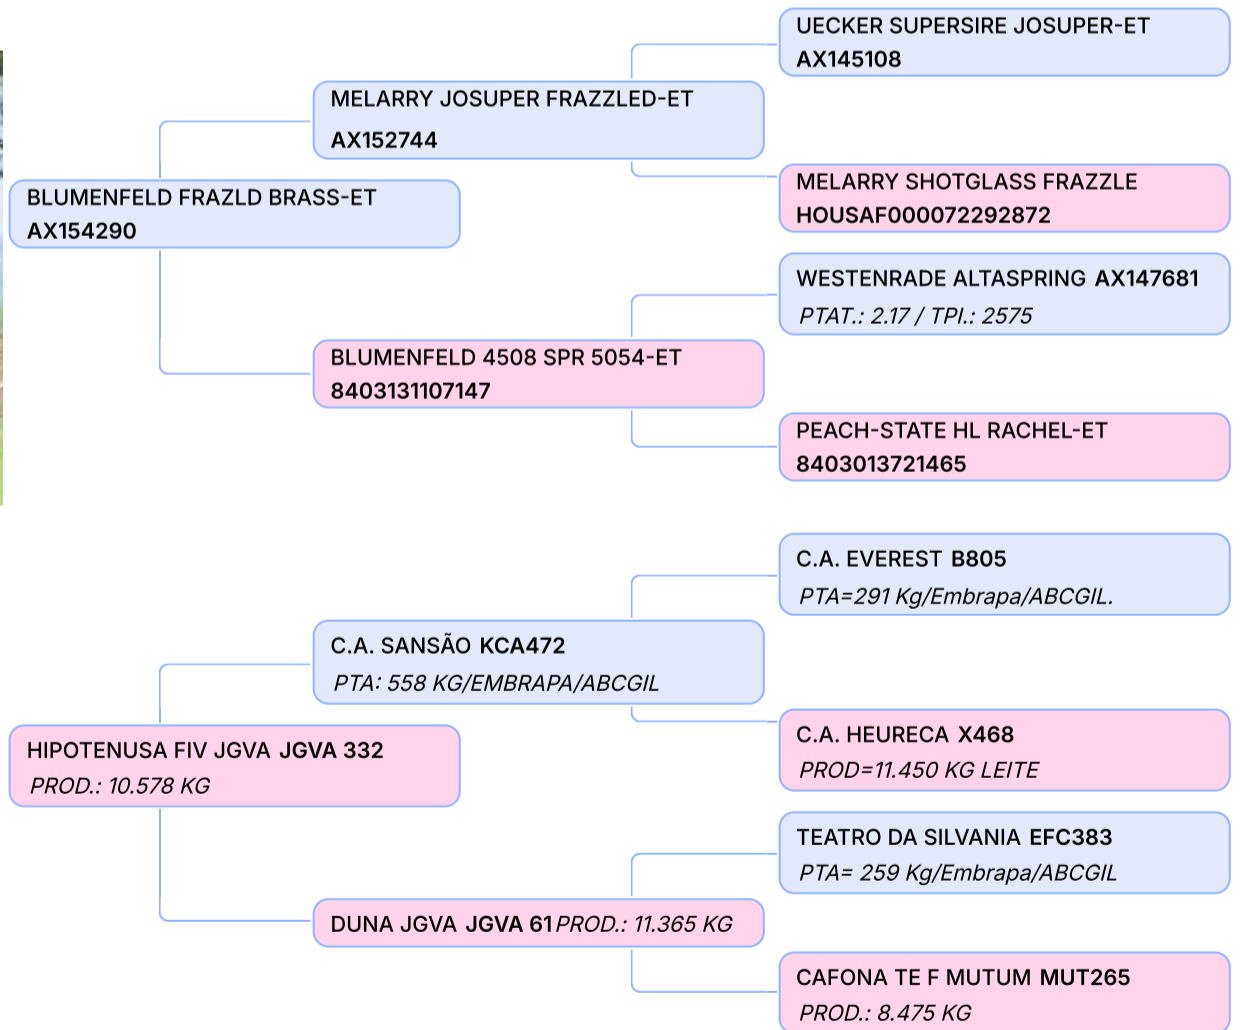 UECKER SUPERSIRE JOSUPER-ET
AX145108
MELARRY JOSUPER FRAZZLED-ET
AX152744
MELARRY SHOTGLASS FRAZZLE
HOUSAF000072292872
BLUMENFELD FRAZLD BRASS-ET
AX154290
WESTENRADE ALTASPRING AX147681
PTAT.: 2.17 / TPI.: 2575
BLUMENFELD 4508 SPR 5054-ET
8403131107147
PEACH-STATE HL RACHEL-ET
8403013721465
C.A. EVEREST B805
PTA=291 Kg/Embrapa/ABCGIL.
C.A. SANSÃO KCA472
PTA: 558 KG/EMBRAPA/ABCGIL
C.A. HEURECA X468
PROD=11.450 KG LEITE
HIPOTENUSA FIV JGVA JGVA 332
PROD.: 10.578 KG
TEATRO DA SILVANIA EFC383
PTA= 259 Kg/Embrapa/ABCGIL
DUNA JGVA JGVA 61 PROD.: 11.365 KG
CAFONA TE F MUTUM MUT265
PROD.: 8.475 KG